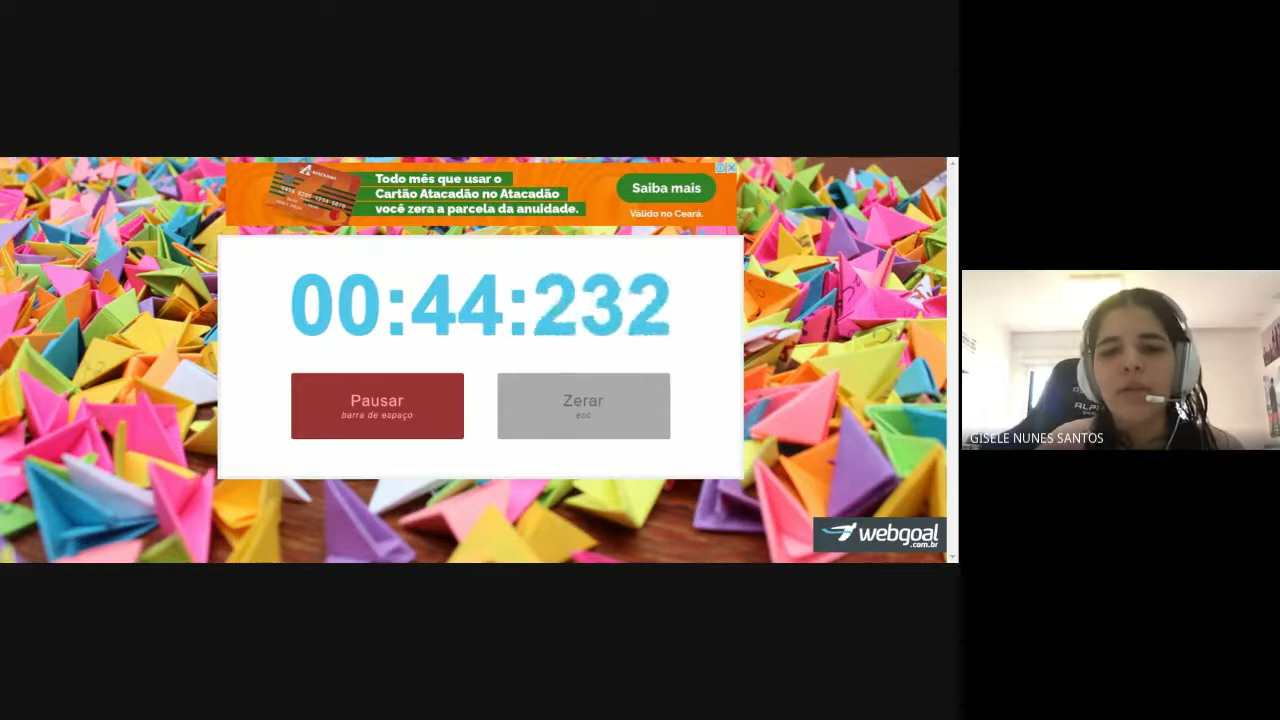 Todo mês que usar o
Cartão Atacadão no Atacadão
você zera a parcela da anuidade.
Saiba mais
Válido no Ceará.
00:44:232
Pausar
barra de espaço
Zerar
esc
webgoal
.com.br
GISELE NUNES SANTOS